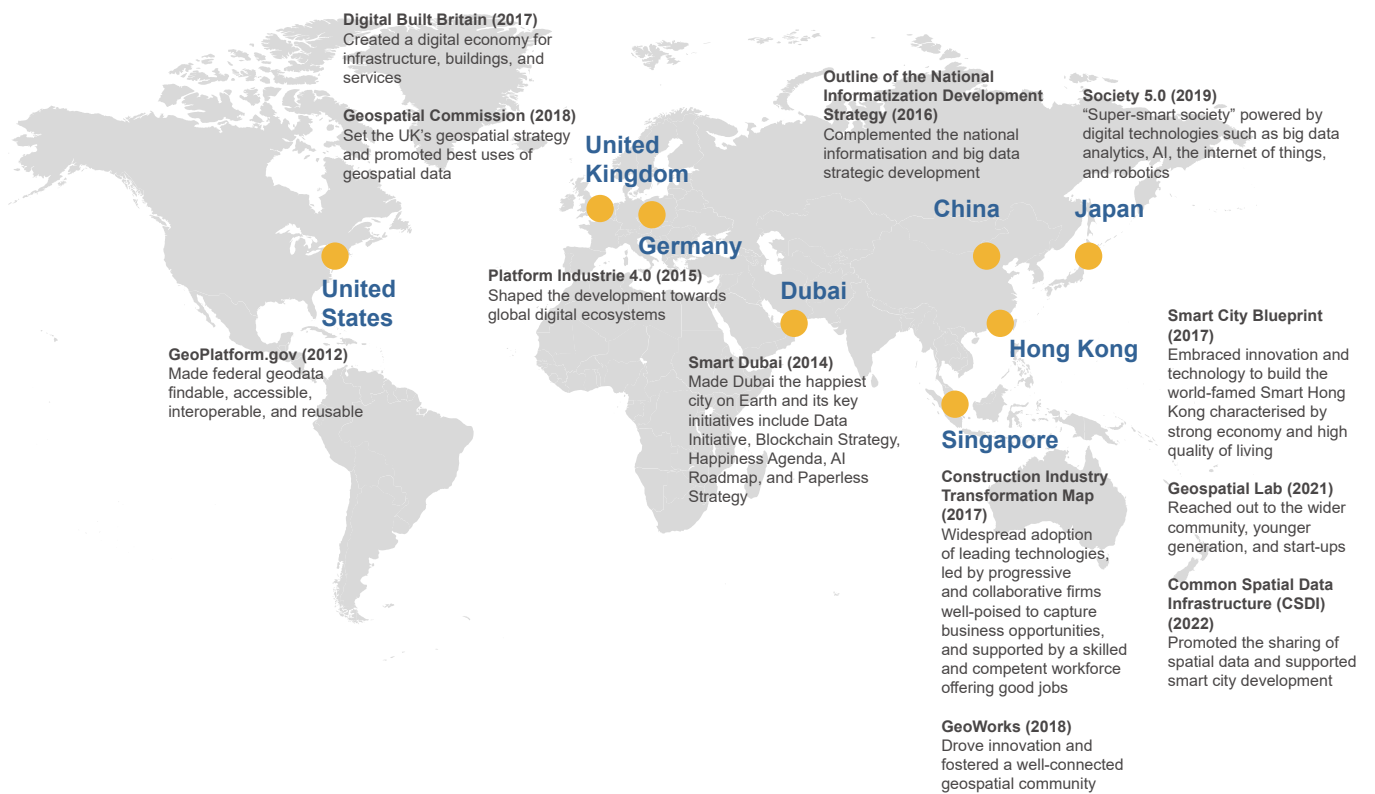 Digital Built Britain (2017)
Created a digital economy for
infrastructure, buildings, and
services
Geospatial Commission (2018)
Set the UK's geospatial strategy
and promoted best uses of
geospatial data
United
Kingdom
Germany
Platform Industrie 4.0 (2015)
Shaped the development towards
global digital ecosystems
United
States
GeoPlatform.gov (2012)
Made federal geodata
findable, accessible,
interoperable, and reusable
Dubai
Smart Dubai (2014)
Made Dubai the happiest
city on Earth and its key
initiatives include Data
Initiative, Blockchain Strategy,
Happiness Agenda, AI
Roadmap, and Paperless
Strategy
Outline of the National
Informatization Development
Strategy (2016)
Complemented the national
informatisation and big data
strategic development
China
Society 5.0 (2019)
“Super-smart society” powered by
digital technologies such as big data
analytics, AI, the internet of things,
and robotics
Japan
Hong Kong
Smart City Blueprint
(2017)
Embraced innovation and
technology to build the
world-famed Smart Hong
Kong characterised by
strong economy and high
quality of living
Geospatial Lab (2021)
Reached out to the wider
community, younger
generation, and start-ups
Common Spatial Data
Infrastructure (CSDI)
(2022)
Promoted the sharing of
spatial data and supported
smart city development
Singapore
Construction Industry
Transformation Map
(2017)
Widespread adoption
of leading technologies,
led by progressive
and collaborative firms
well-poised to capture
business opportunities,
and supported by a skilled
and competent workforce
offering good jobs
GeoWorks (2018)
Drove innovation and
fostered a well-connected
geospatial community